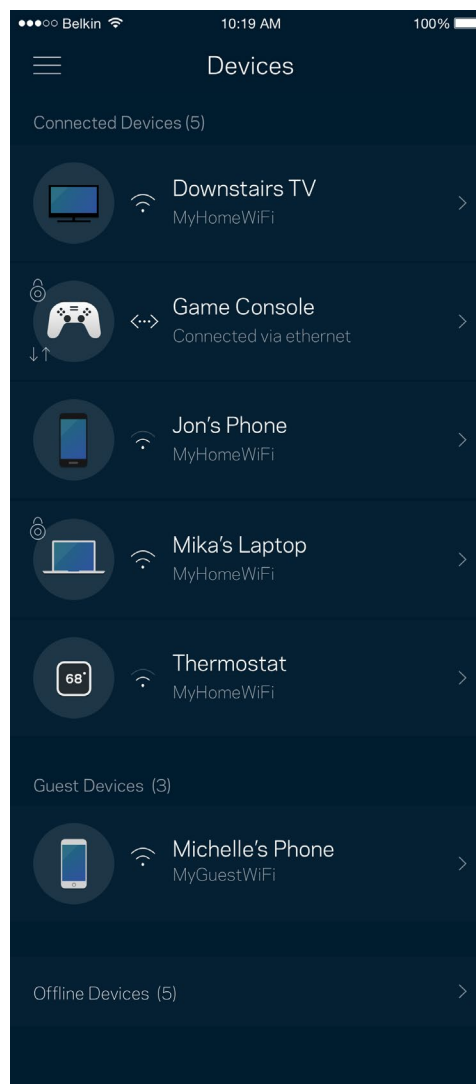 Belkin 10:19 AM 100%
Devices
Connected Devices (5)
Downstairs TV
MyHomeWiFi
Game Console
Connected via ethernet
Jon's Phone
MyHomeWiFi
Mika's Laptop
MyHomeWiFi
68°
Thermostat
MyHomeWiFi
Guest Devices (3)
Michelle's Phone
MyGuestWiFi
Offline Devices (5)